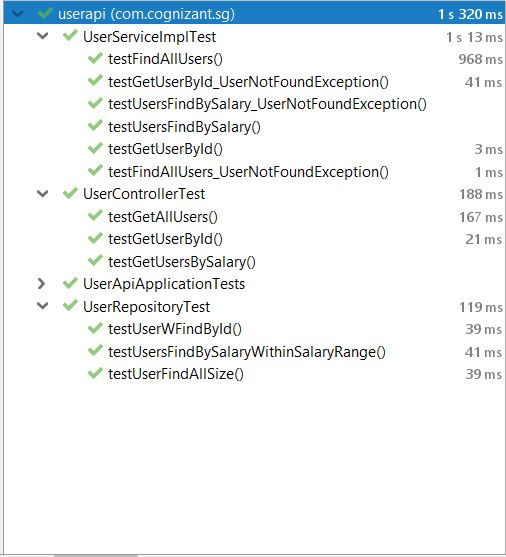 userapi (com.cognizant.sg) 1 s 320 ms
UserServiceImplTest 1 s 13 ms
testFindAllUsers() 968 ms
testGetUserById_UserNotFoundException() 41 ms
testUsersFindBySalary_UserNotFoundException()
testUsersFindBySalary()
testGetUserById() 3 ms
testFindAllUsers_UserNotFoundException() 1 ms
UserControllerTest 188 ms
testGetAllUsers() 167 ms
testGetUserById() 21 ms
testGetUsersBySalary()
UserApiApplicationTests
UserRepositoryTest 119 ms
testUserWFindById() 39 ms
testUsersFindBySalaryWithinSalaryRange() 41 ms
testUserFindAllSize() 39 ms